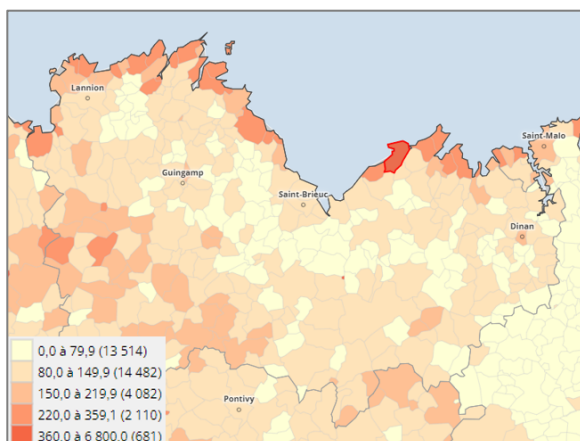 Lannion
Saint-Malo
Guingamp
Saint-Brieuc
Dinan
0,0 à 79,9 (13 514)
80,0 à 149,9 (14 482)
150,0 à 219,9 (4 082)
220,0 à 359,1 (2 110)
360,0 à 6 800,0 (681)
Pontivy